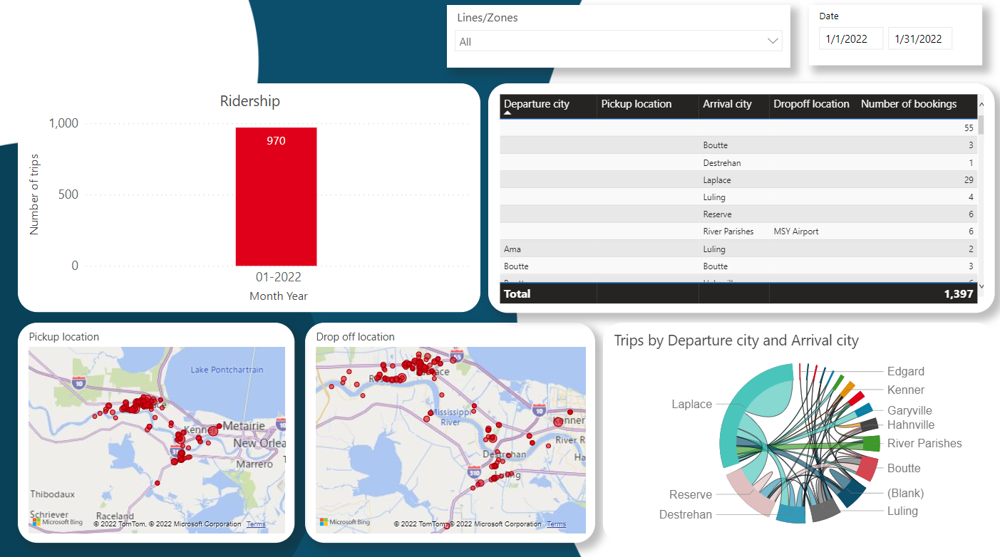 Lines/Zones
All
Date
1/1/2022 1/31/2022
Ridership
1,000
500
0
Number of trips
970
01-2022
Month Year
Departure city Pickup location Arrival city Dropoff location Number of bookings
55
Boutte 3
Destrehan 1
Laplace 29
Luling 4
Reserve 6
River Parishes MSY Airport 6
Ama Luling 2
Boutte Boutte 3
Total 1,397
Pickup location
Lake Pontchartrain
10
10
Kenner
Metairie
New Orlea
Marrero
Thibodaux
Schriever
Raceland
Microsoft Bing
© 2022 TomTom, © 2022 Microsoft Corporation Terms
Drop off location
55
Mississippi
River
10
Kenner
River R
Destrehan
Ha
310
Luling
Microsoft Bing
© 2022 TomTom, © 2022 Microsoft Corporation Terms
Trips by Departure city and Arrival city
Edgard
Kenner
Laplace
Garyville
Hahnville
River Parishes
Boutte
Reserve
(Blank)
Destrehan
Luling